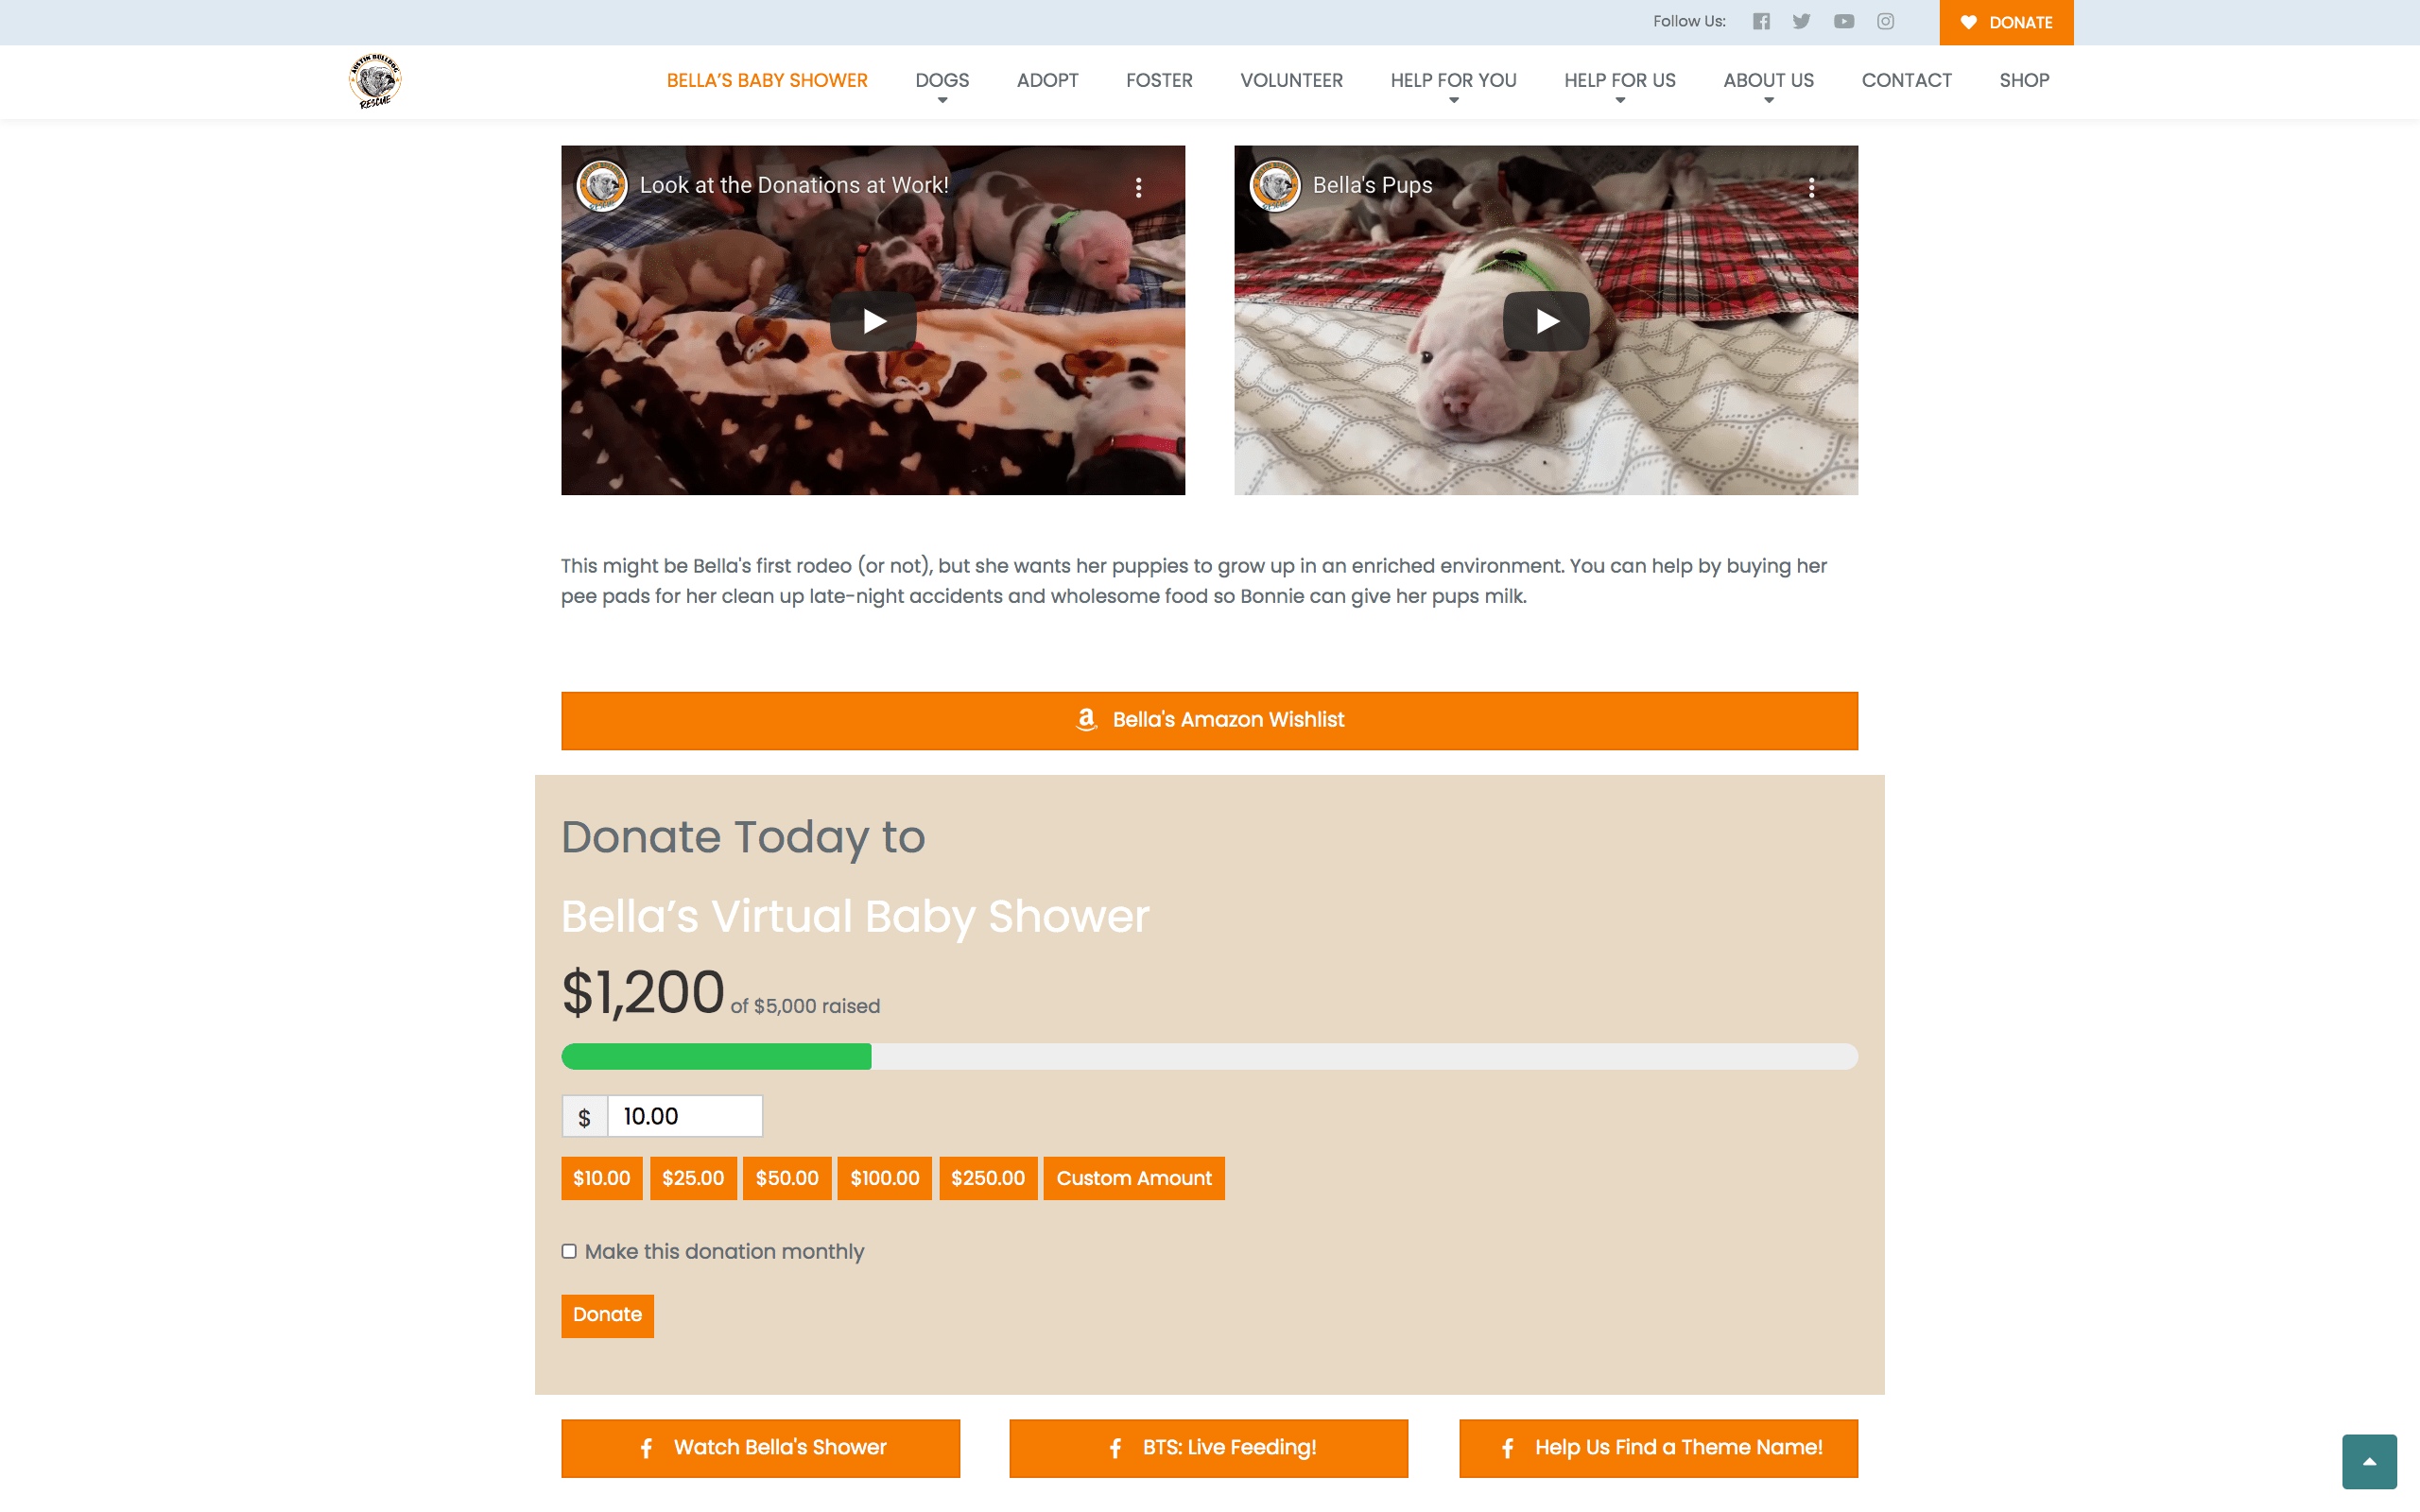 Follow Us:
DONATE
AUSTIN BULLDOG
RESCUE
BELLA’S BABY SHOWER
DOGS
ADOPT
FOSTER
VOLUNTEER
HELP FOR YOU
HELP FOR US
ABOUT US
CONTACT
SHOP
Look at the Donations at Work!
Bella's Pups
This might be Bella's first rodeo (or not), but she wants her puppies to grow up in an enriched environment. You can help by buying her
pee pads for her clean up late-night accidents and wholesome food so Bonnie can give her pups milk.
Bella's Amazon Wishlist
Donate Today to
Bella’s Virtual Baby Shower
$1,200 of $5,000 raised
$ 10.00
$10.00
$25.00
$50.00
$100.00
$250.00
Custom Amount
Make this donation monthly
Donate
Watch Bella's Shower
BTS: Live Feeding!
Help Us Find a Theme Name!